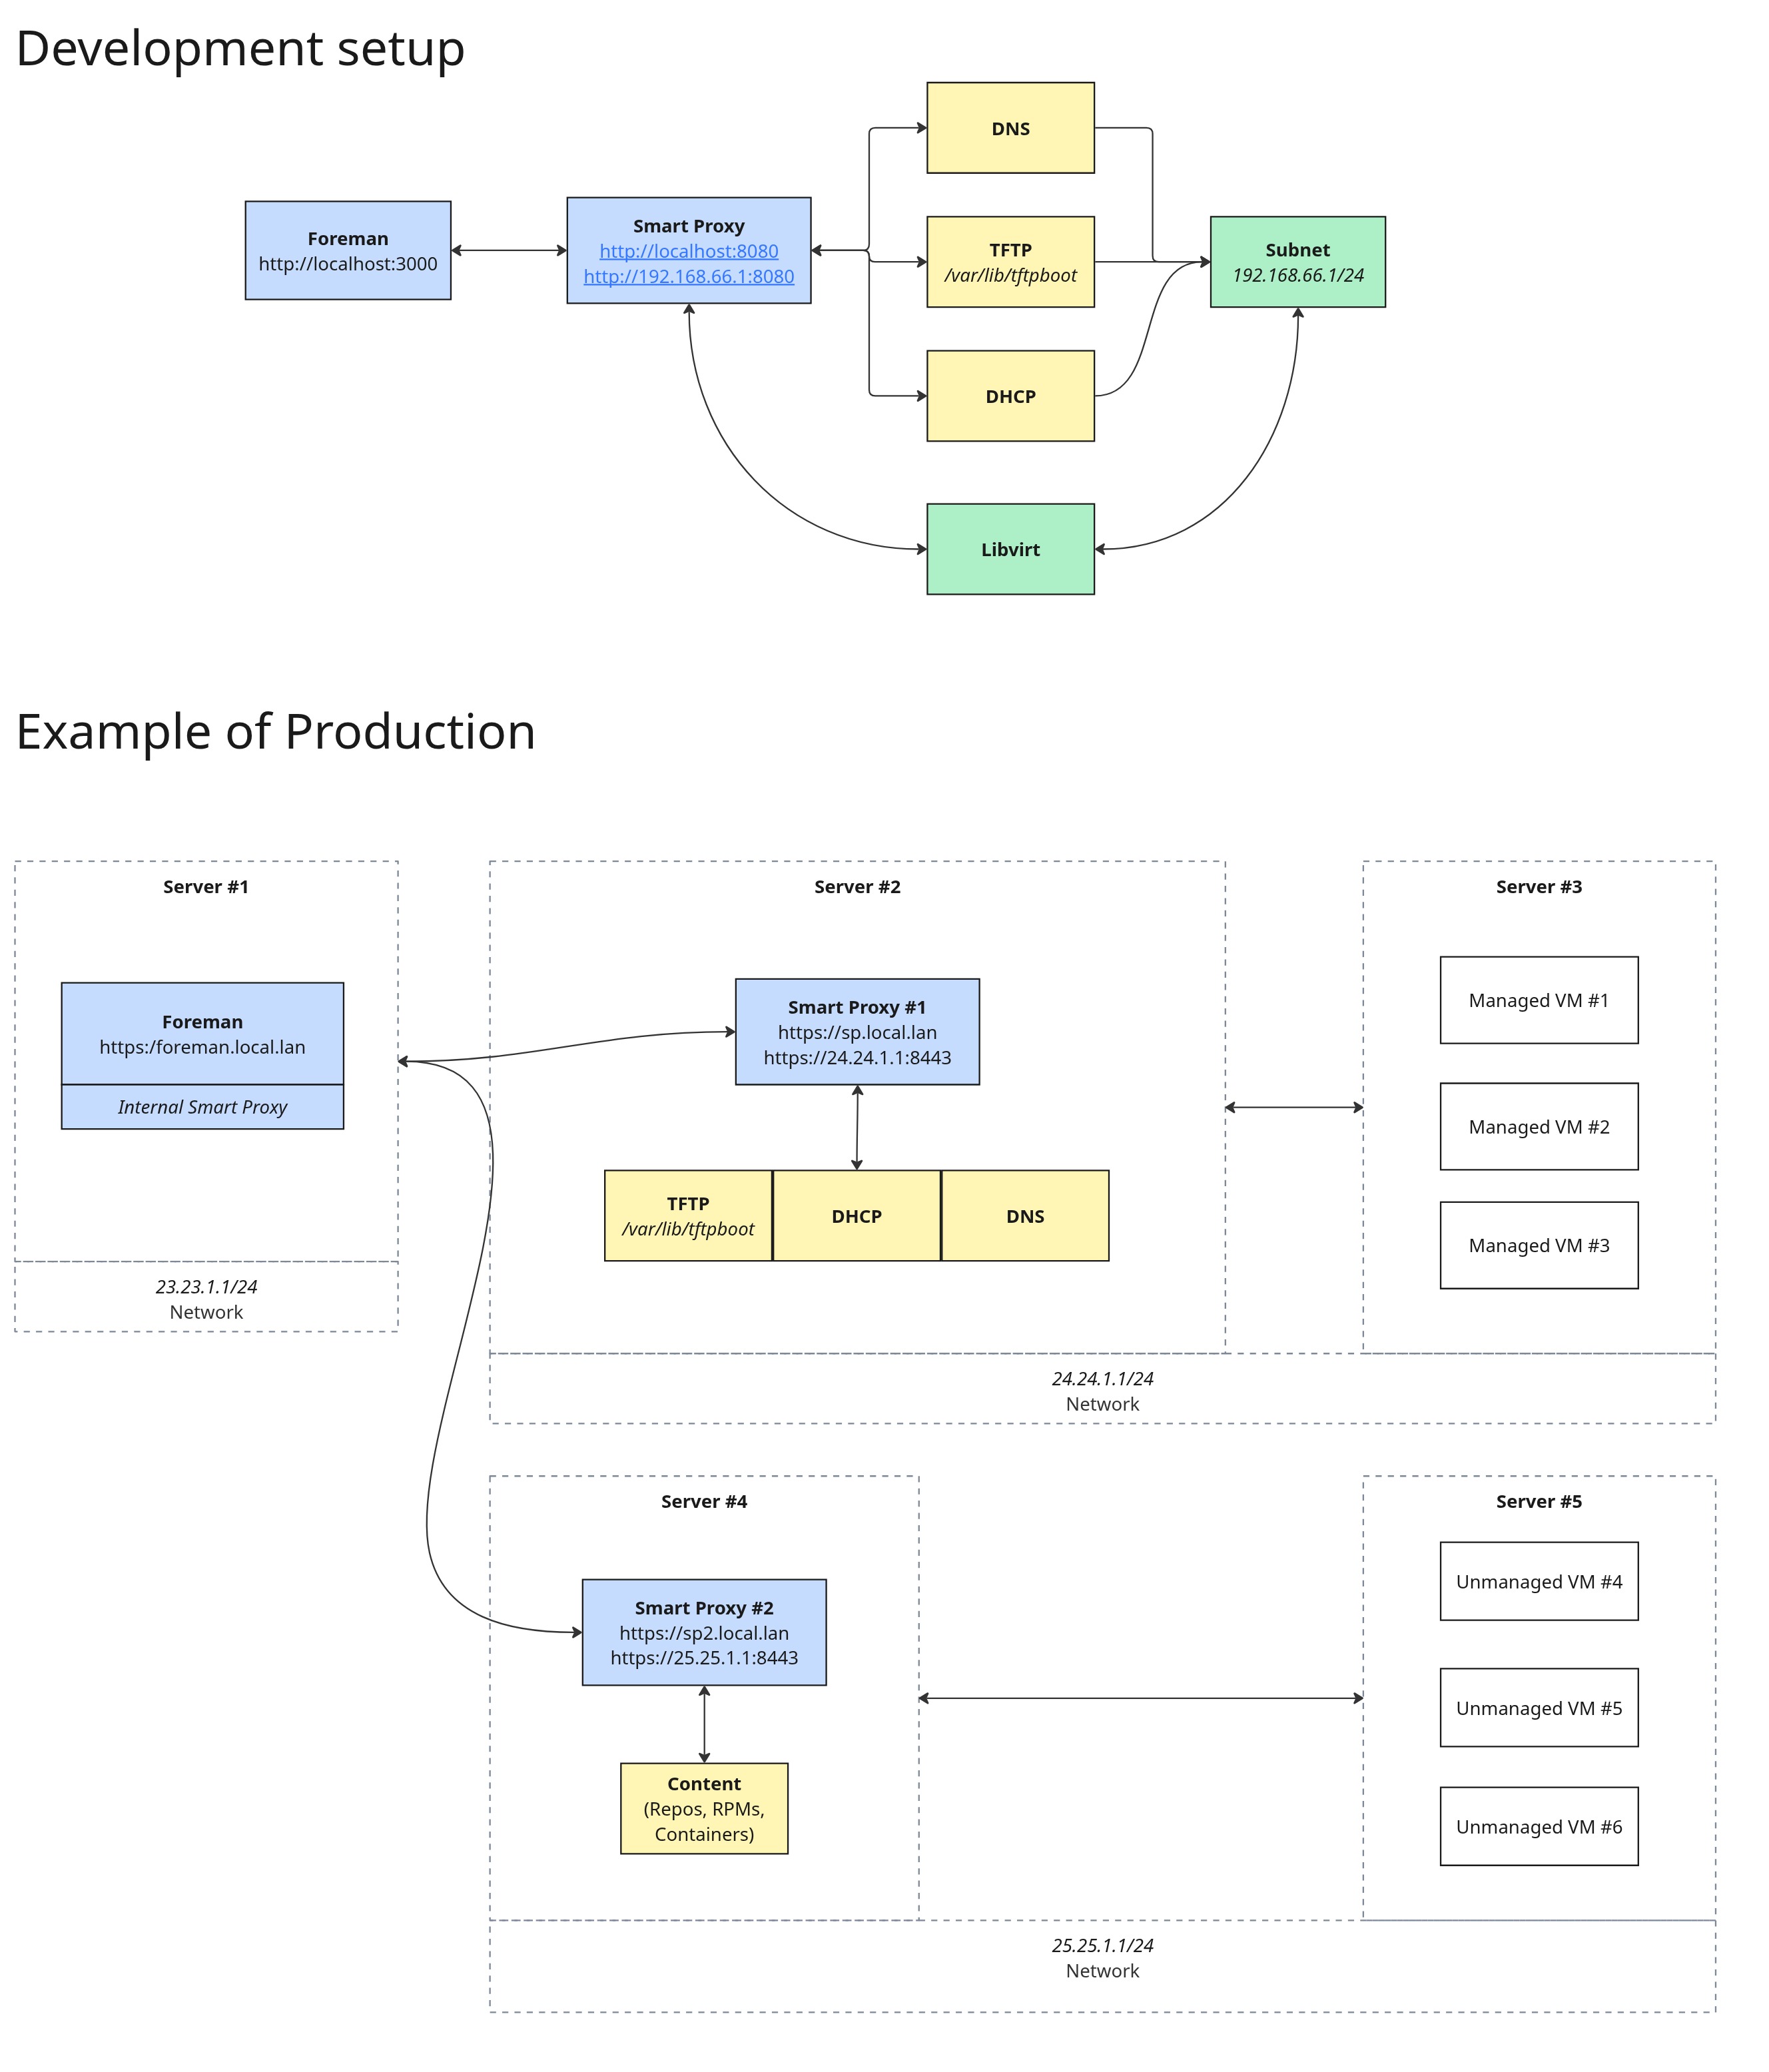 Development setup
DNS
Foreman
http://localhost:3000
Smart Proxy
http://localhost:8080
http://192.168.66.1:8080
TFTP
/var/lib/tftpboot
Subnet
192.168.66.1/24
DHCP
Libvirt
Example of Production
Server #1
Foreman
https:/foreman.local.lan
Internal Smart Proxy
23.23.1.1/24
Network
Server #2
Smart Proxy #1
https://sp.local.lan
https://24.24.1.1:8443
TFTP
/var/lib/tftpboot
DHCP
DNS
Server #3
Managed VM #1
Managed VM #2
Managed VM #3
24.24.1.1/24
Network
Server #4
Smart Proxy #2
https://sp2.local.lan
https://25.25.1.1:8443
Content
(Repos, RPMs,
Containers)
Server #5
Unmanaged VM #4
Unmanaged VM #5
Unmanaged VM #6
25.25.1.1/24
Network